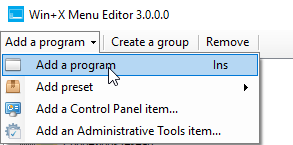 Win+X Menu Editor 3.0.0.0
Add a program Create a group Remove
Add a program Ins
Add preset
Add a Control Panel item...
Add an Administrative Tools item...